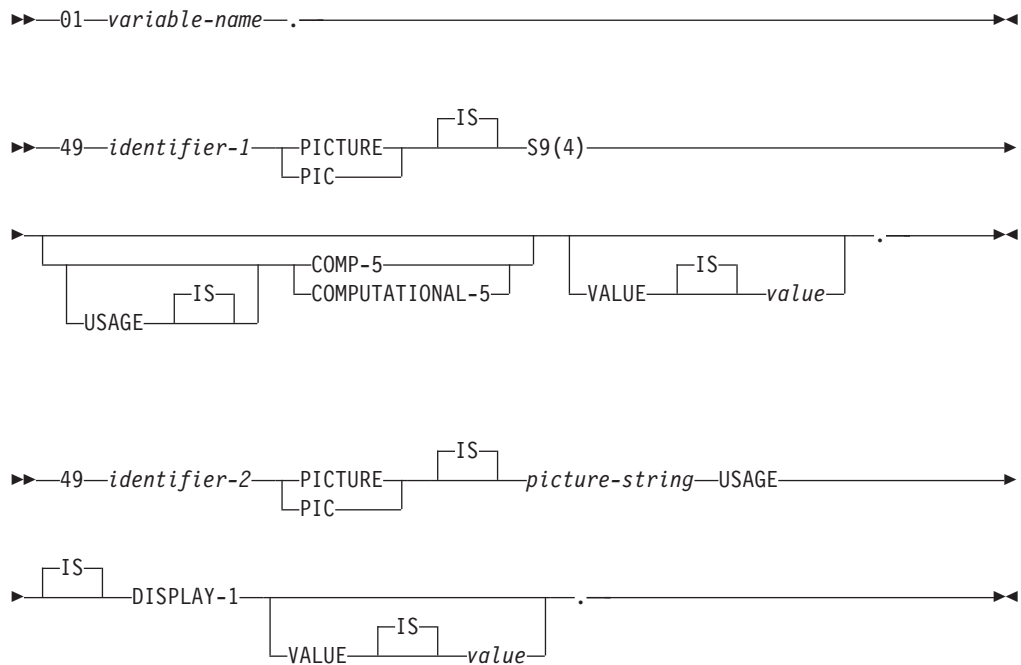 01 variable-name .
IS
49 identifier-1 PICTURE S9(4)
PIC
COMP-5 .
IS IS
COMPUTATIONAL-5 VALUE value
USAGE
IS
49 identifier-2 PICTURE picture-string USAGE
PIC
IS
DISPLAY-1 .
IS
VALUE value